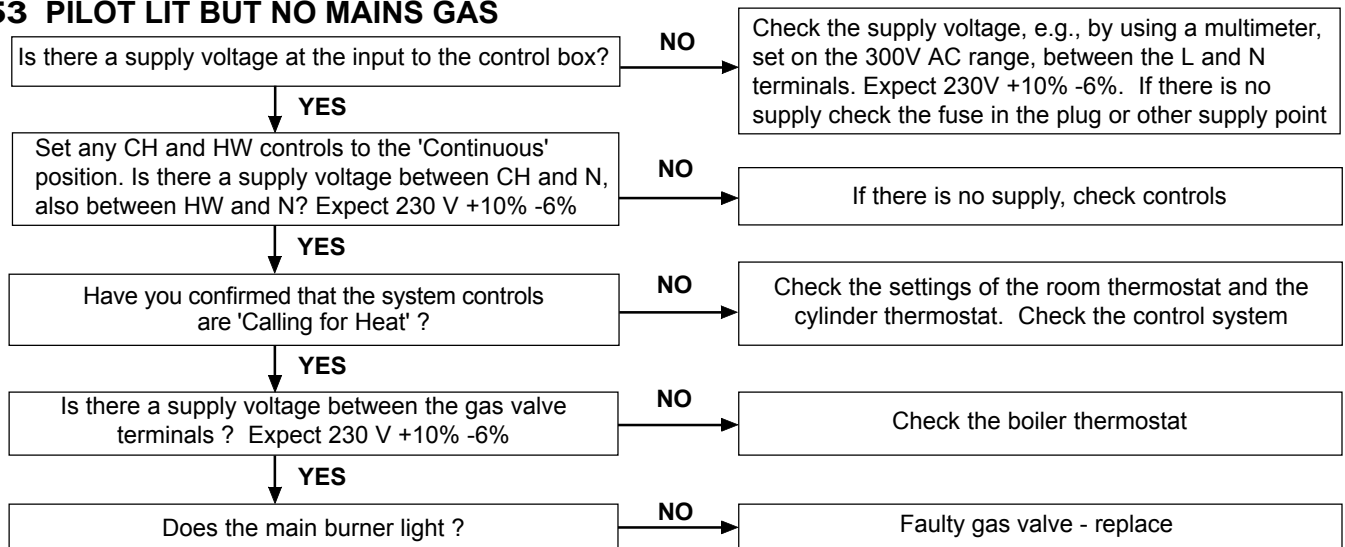 53 PILOT LIT BUT NO MAINS GAS
Is there a supply voltage at the input to the control box?
NO
Check the supply voltage, e.g., by using a multimeter,
set on the 300V AC range, between the L and N
terminals. Expect 230V +10% -6%. If there is no
supply check the fuse in the plug or other supply point
YES
Set any CH and HW controls to the 'Continuous'
position. Is there a supply voltage between CH and N,
also between HW and N? Expect 230 V +10% -6%
NO
If there is no supply, check controls
YES
Have you confirmed that the system controls
are 'Calling for Heat' ?
NO
Check the settings of the room thermostat and the
cylinder thermostat. Check the control system
YES
Is there a supply voltage between the gas valve
terminals ? Expect 230 V +10% -6%
NO
Check the boiler thermostat
YES
Does the main burner light ?
NO
Faulty gas valve - replace